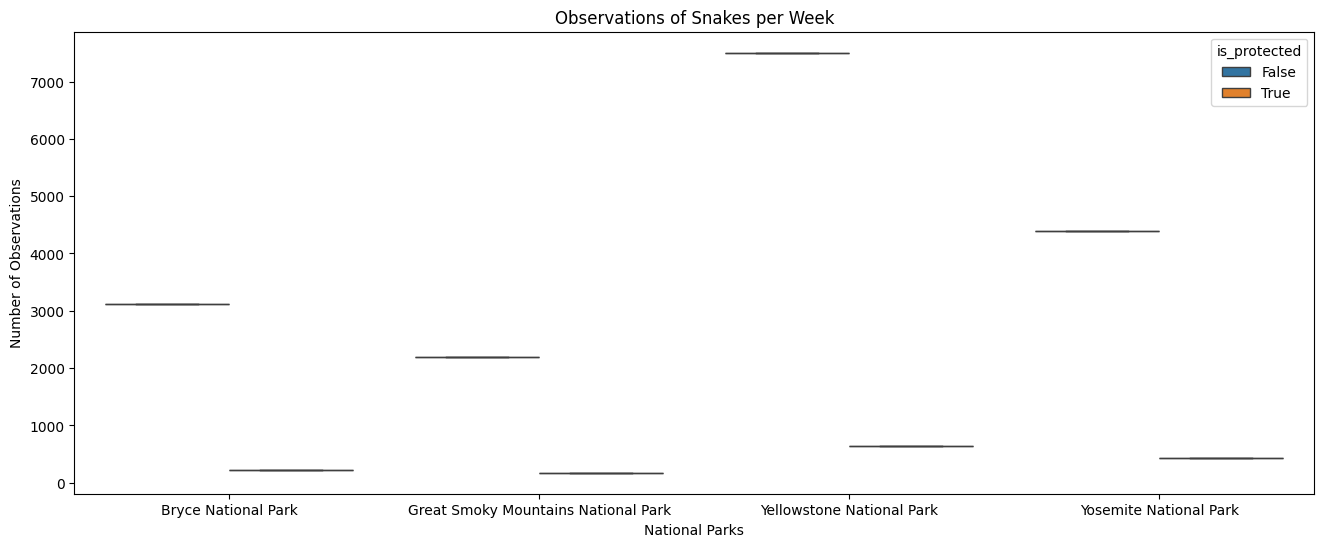 Observations of Snakes per Week
is_protected
False
True
Number of Observations
7000
6000
5000
4000
3000
2000
1000
0
Bryce National Park
Great Smoky Mountains National Park
Yellowstone National Park
Yosemite National Park
National Parks